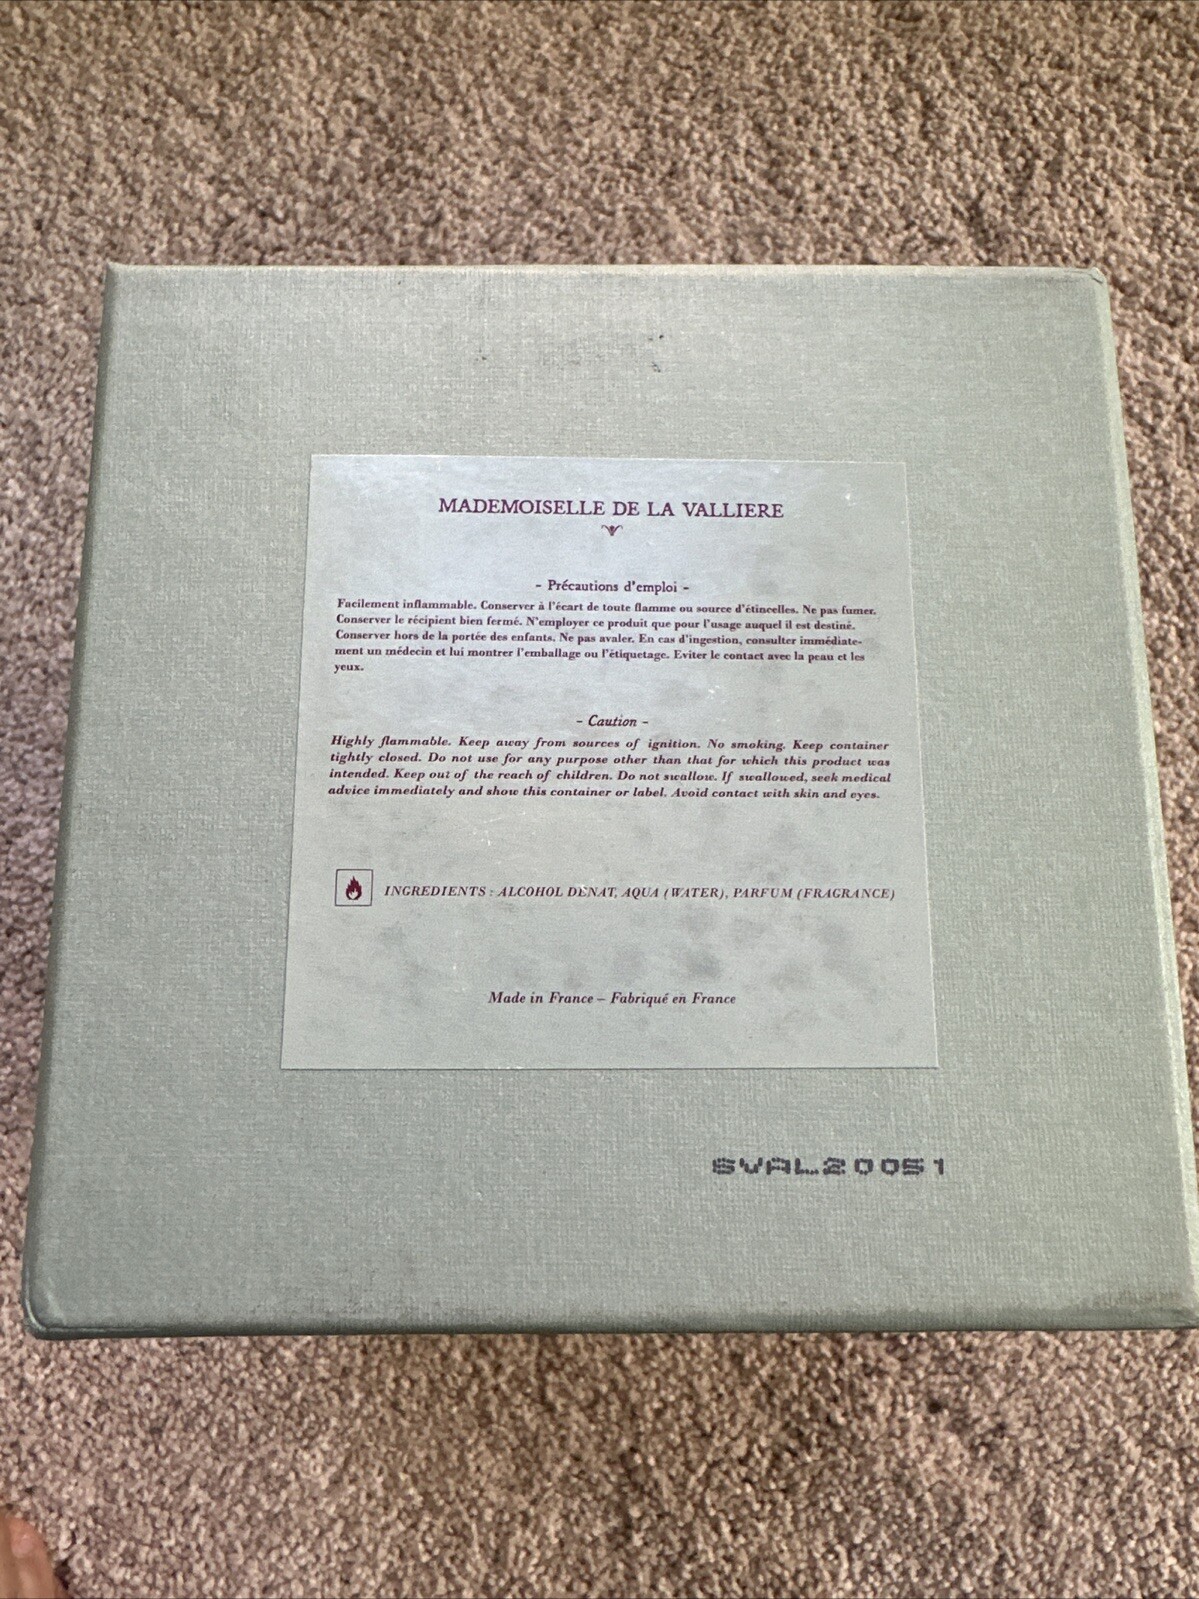 MADEMOISELLE DE LA VALLIERE
- Précautions d'emploi -
Facilement inflammable. Conserver à l'écart de toute flamme ou source d'étincelles. Ne pas fumer.
Conserver le récipient bien fermé. N'employer ce produit que pour l'usage auquel il est destiné.
Conserver hors de la portée des enfants. Ne pas avaler. En cas d'ingestion, consulter immédiate-
ment un médecin et lui montrer l'emballage ou l'étiquetage. Eviter le contact avec la peau et les
yeux.
- Caution -
Highly flammable. Keep away from sources of ignition. No smoking. Keep container
tightly closed. Do not use for any purpose other than that for which this product was
intended. Keep out of the reach of children. Do not swallow. If swallowed, seek medical
advice immediately and show this container or label. Avoid contact with skin and eyes.
INGREDIENTS : ALCOHOL DENAT, AQUA (WATER), PARFUM (FRAGRANCE)
Made in France – Fabriqué en France
SVAL20051